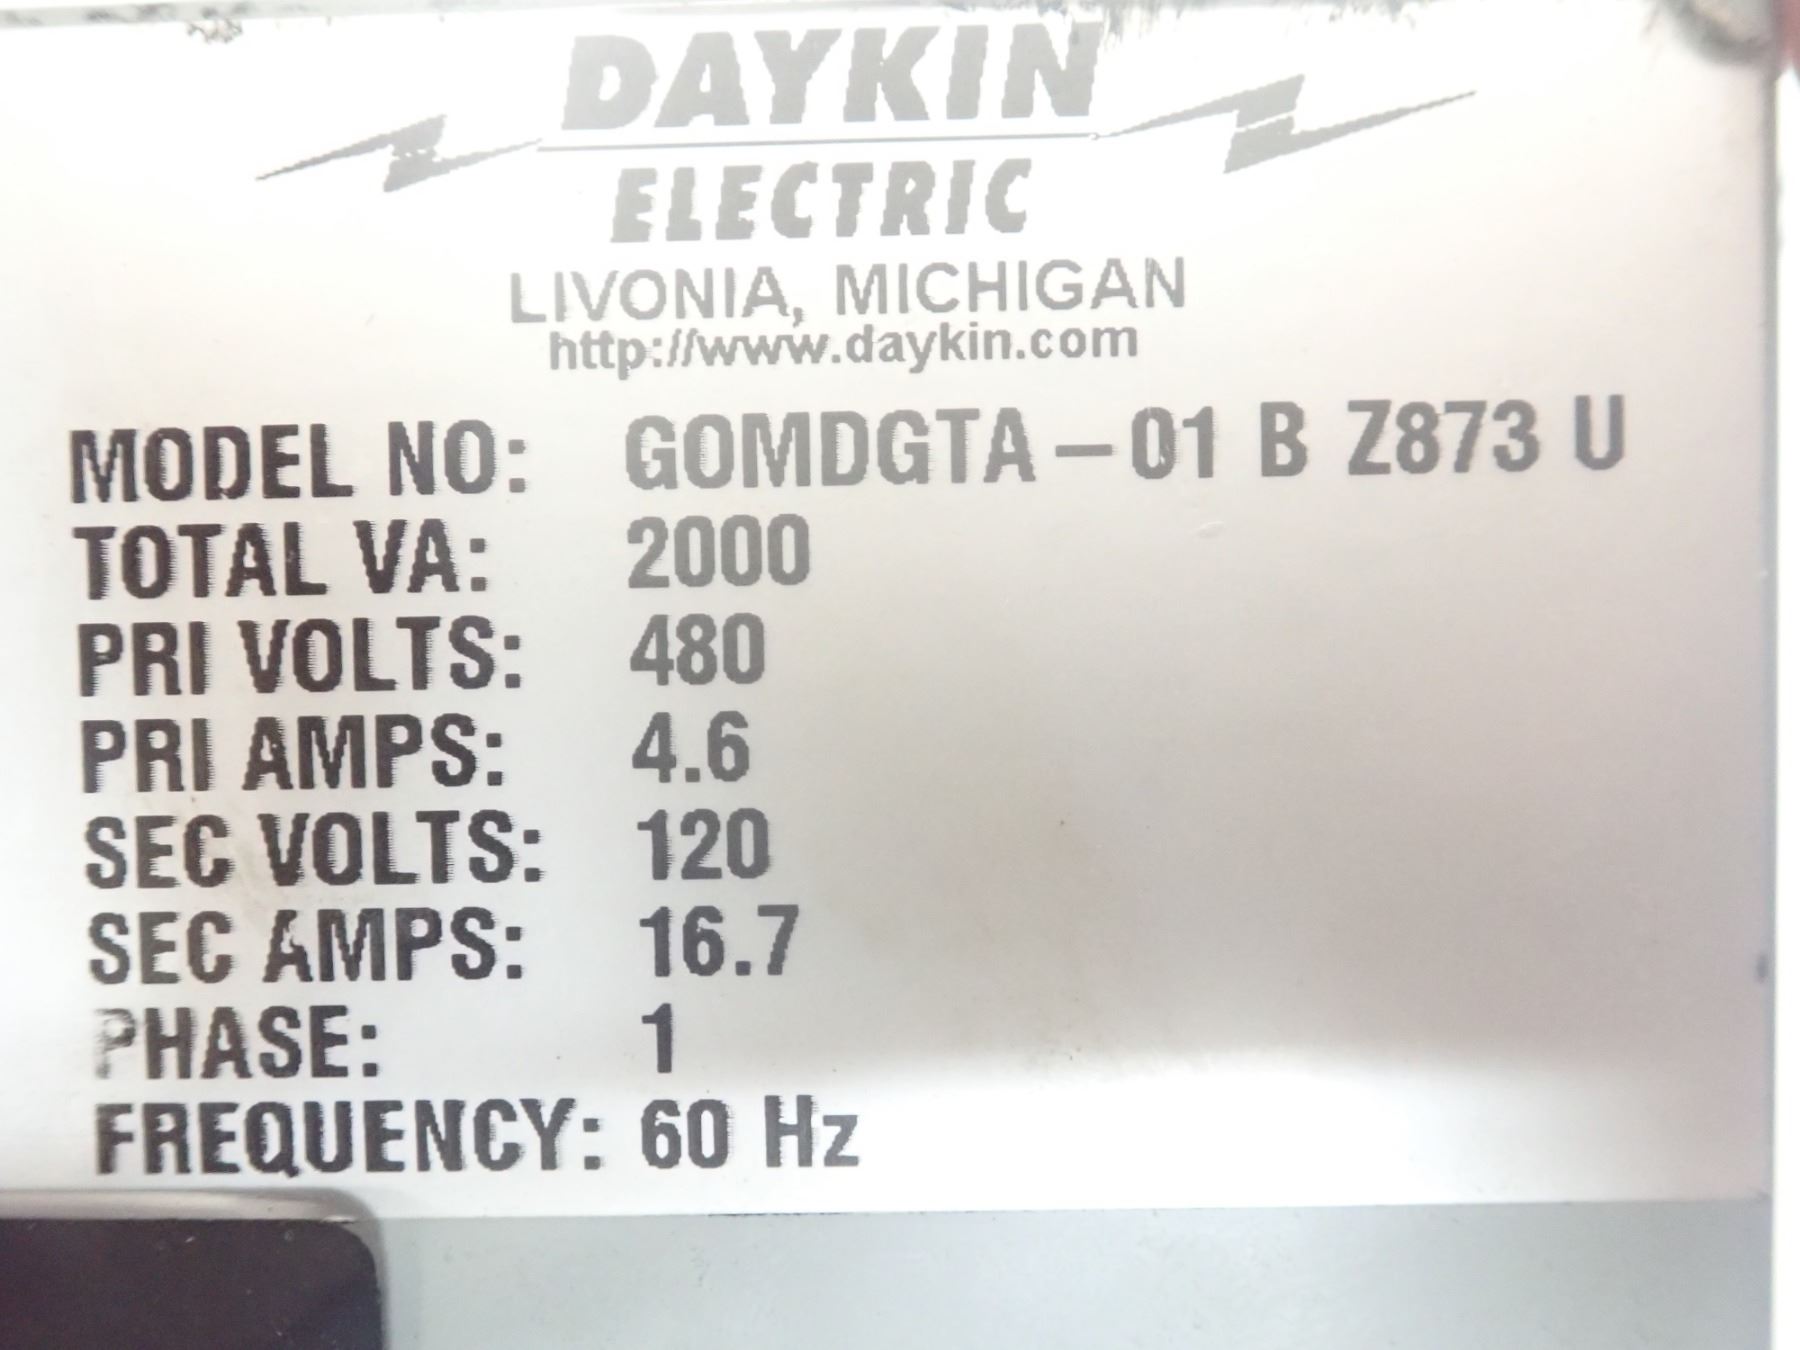 DAYKIN
ELECTRIC
LIVONIA, MICHIGAN
http://www.daykin.com
MODEL NO: GOMDGTA-01 B Z873 U
TOTAL VA: 2000
PRI VOLTS: 480
PRI AMPS: 4.6
SEC VOLTS: 120
SEC AMPS: 16.7
PHASE: 1
FREQUENCY: 60 Hz